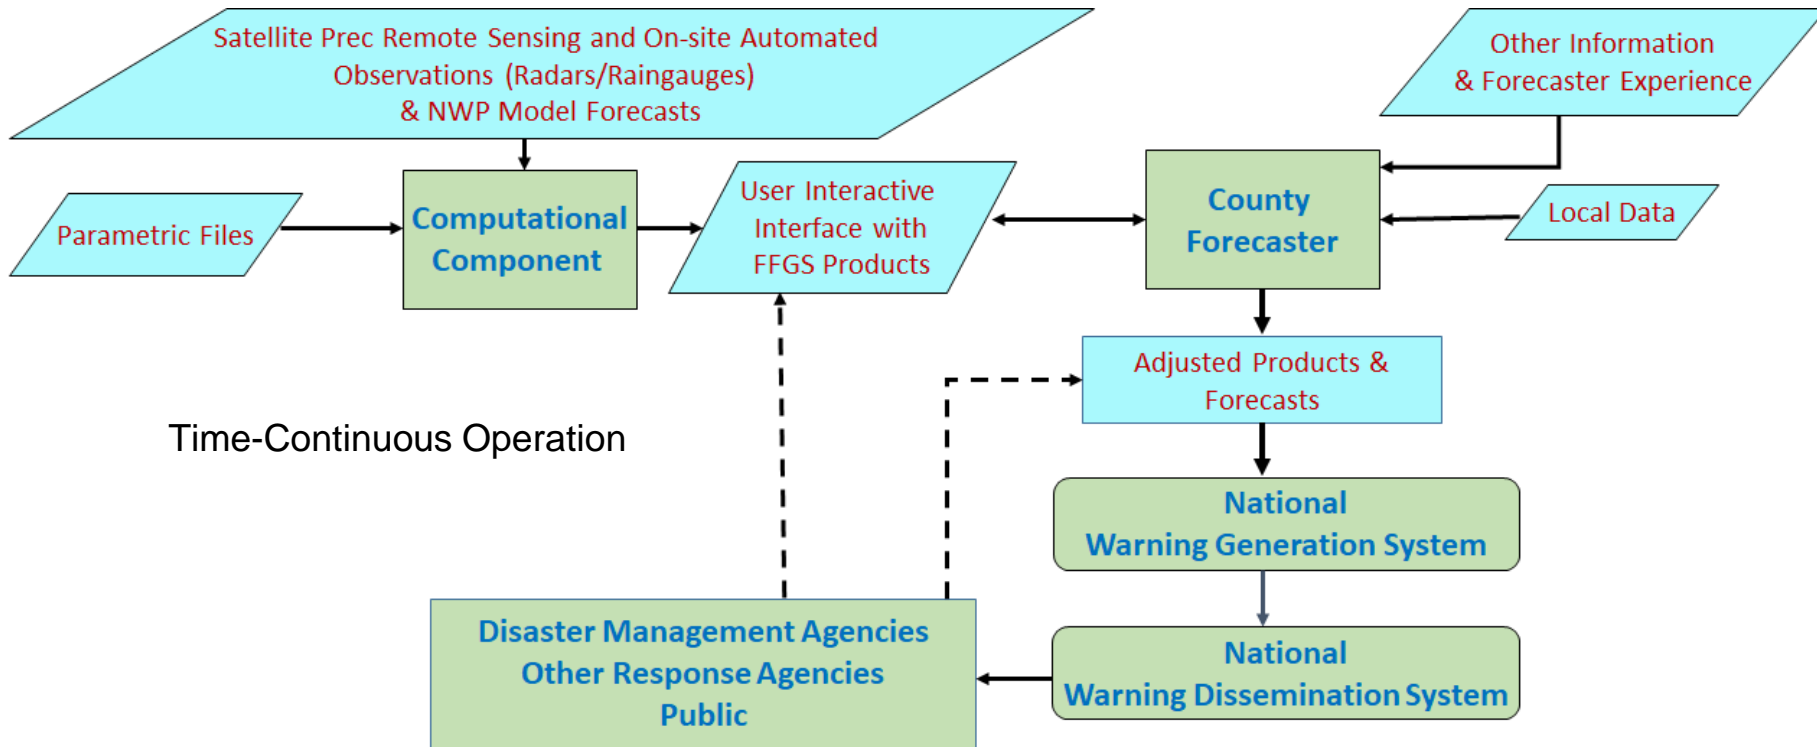 Satellite Prec Remote Sensing and On-site Automated
Observations (Radars/Raingauges)
& NWP Model Forecasts
Other Information
& Forecaster Experience
Parametric Files
Computational
Component
User Interactive
Interface with
FFGS Products
County
Forecaster
Local Data
Adjusted Products &
Forecasts
Time-Continuous Operation
National
Warning Generation System
National
Warning Dissemination System
Disaster Management Agencies
Other Response Agencies
Public